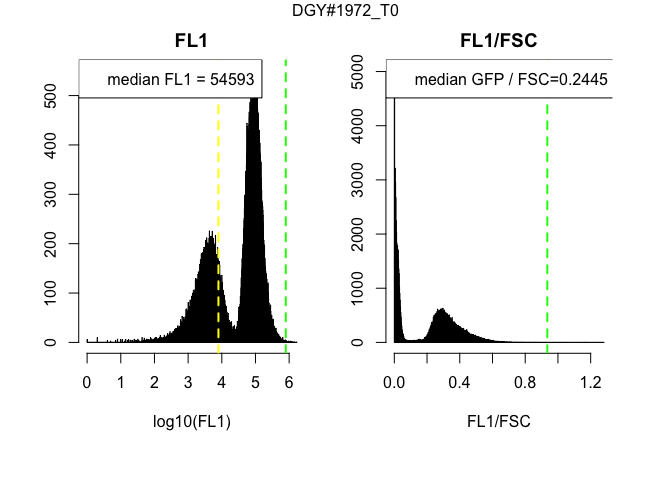 DGY#1972_T0
FL1
median FL1 = 54593
0
100
200
300
400
500
0 1 2 3 4 5 6
log10(FL1)
FL1/FSC
median GFP / FSC=0.2445
0
1000
2000
3000
4000
5000
0.0 0.4 0.8 1.2
FL1/FSC